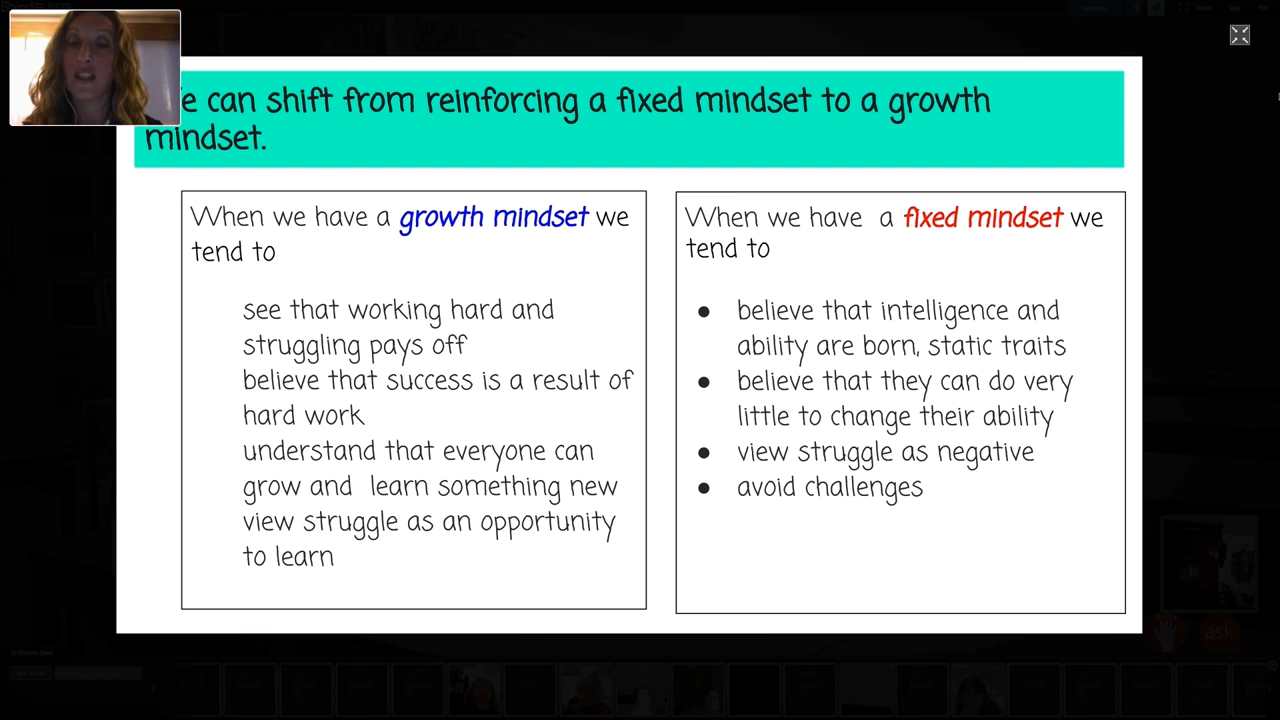 e can shift from reinforcing a fixed mindset to a growth
mindset.
When we have a growth mindset we
tend to
see that working hard and
struggling pays off
believe that success is a result of
hard work
understand that everyone can
grow and learn something new
view struggle as an opportunity
to learn
When we have a fixed mindset we
tend to
● believe that intelligence and
ability are born, static traits
● believe that they can do very
little to change their ability
● view struggle as negative
● avoid challenges
ask